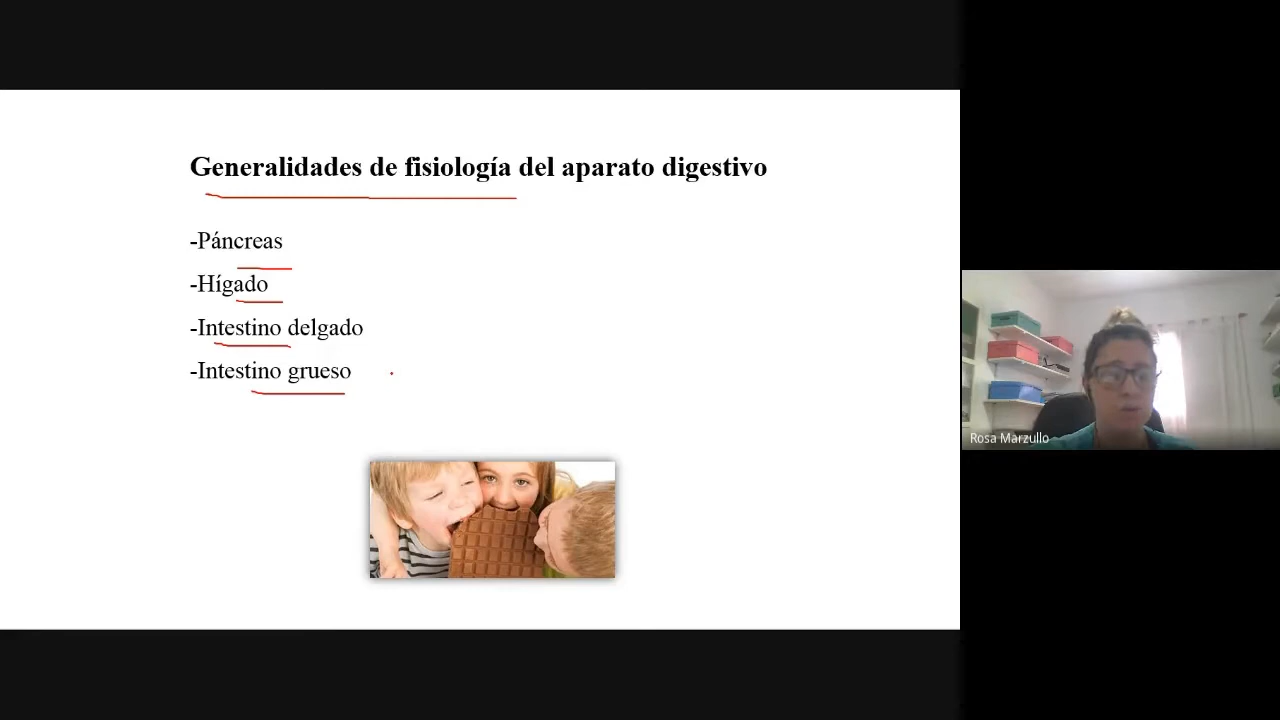 Generalidades de fisiología del aparato digestivo
-Páncreas
-Hígado
-Intestino delgado
-Intestino grueso
Rosa Marzullo